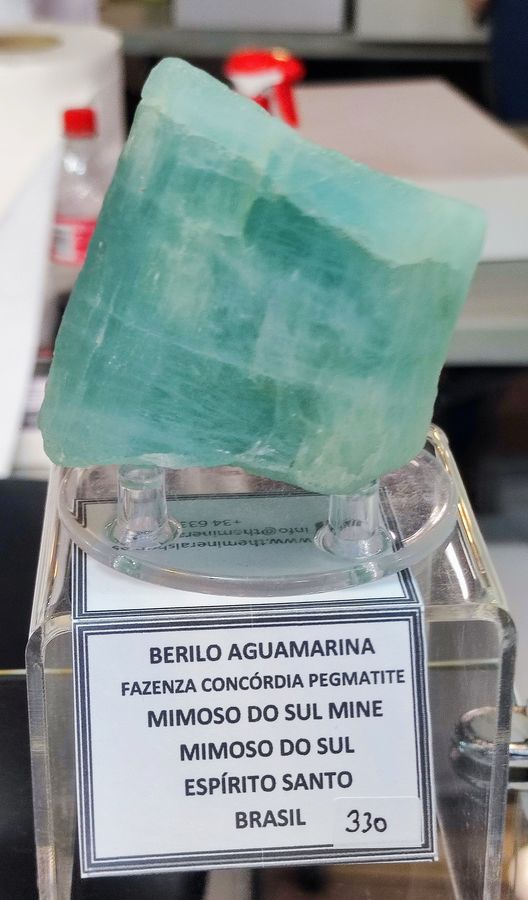 BERILO AGUAMARINA
FAZENZA CONCÓRDIA PEGMATITE
MIMOSO DO SUL MINE
MIMOSO DO SUL
ESPÍRITO SANTO
BRASIL 330